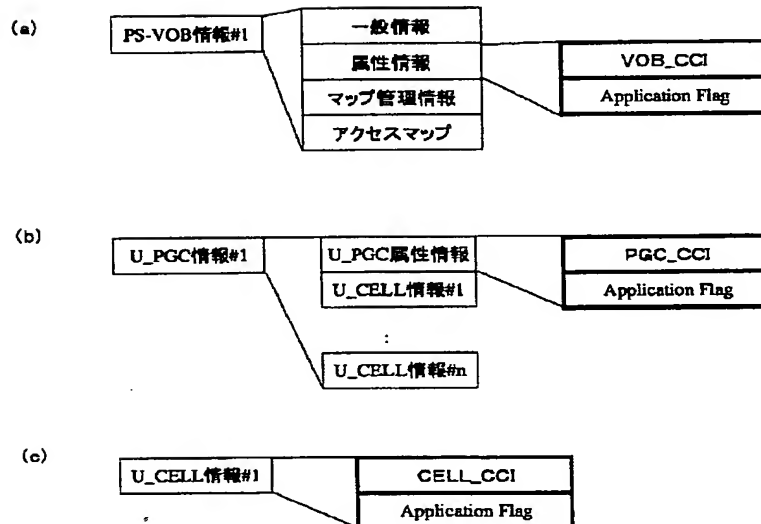 (a)
PS-VOB情報#1
一般情報
属性情報
マップ管理情報
アクセスマップ
VOB_CCI
Application Flag
(b)
U_PGC情報#1
U_PGC属性情報
U_CELL情報#1
:
U_CELL情報#n
PGC_CCI
Application Flag
(c)
U_CELL情報#1
CELL_CCI
Application Flag